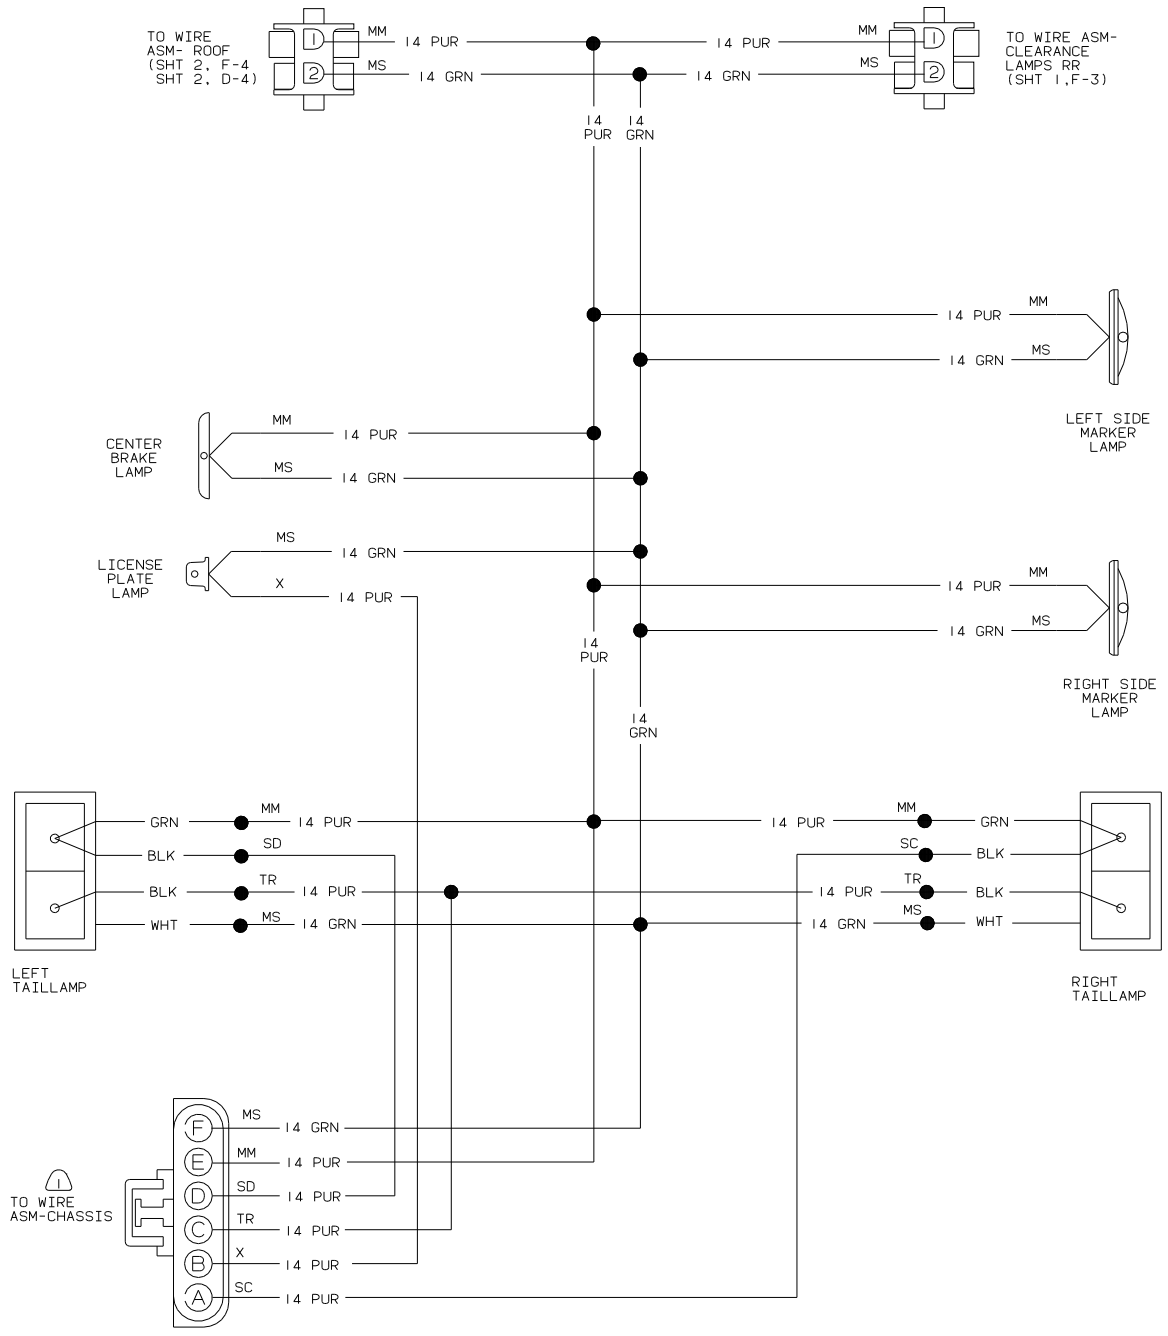 TO WIRE
ASM- ROOF
(SHT 2, F-4
SHT 2, D-4)
1
2
MM
14 PUR
MS
14 GRN
14 PUR
MM
14 GRN
MS
1
2
TO WIRE ASM-
CLEARANCE
LAMPS RR
(SHT 1,F-3)
14
PUR
14
GRN
14 PUR
MM
14 GRN
MS
LEFT SIDE
MARKER
LAMP
CENTER
BRAKE
LAMP
MM
14 PUR
MS
14 GRN
LICENSE
PLATE
LAMP
MS
14 GRN
X
14 PUR
14 PUR
MM
14 GRN
MS
RIGHT SIDE
MARKER
LAMP
14
PUR
14
GRN
GRN
MM
14 PUR
BLK
SD
BLK
TR
14 PUR
WHT
MS
14 GRN
LEFT
TAILLAMP
14 PUR
MM
GRN
SC
BLK
14 PUR
TR
BLK
14 GRN
MS
WHT
RIGHT
TAILLAMP
1
TO WIRE
ASM-CHASSIS
F
MS
14 GRN
E
MM
14 PUR
D
SD
14 PUR
C
TR
14 PUR
B
X
14 PUR
A
SC
14 PUR